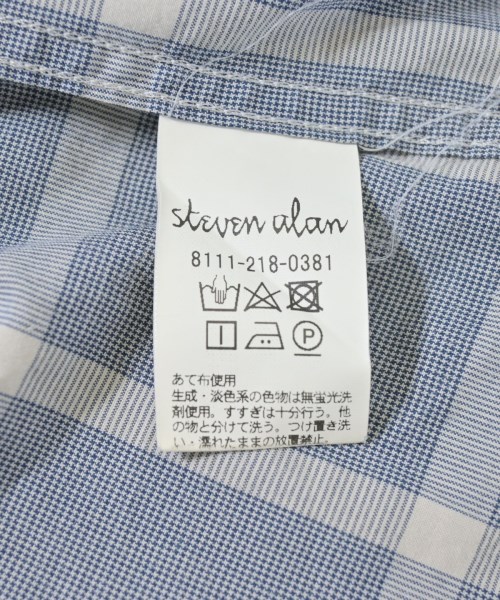 steven alan
8111-218-0381
P
あて布使用
生成・淡色系の色物は無蛍光洗
剤使用。すすぎは十分行う。他
の物と分けて洗う。つけ置き洗
い・濡れたままの放置禁止。